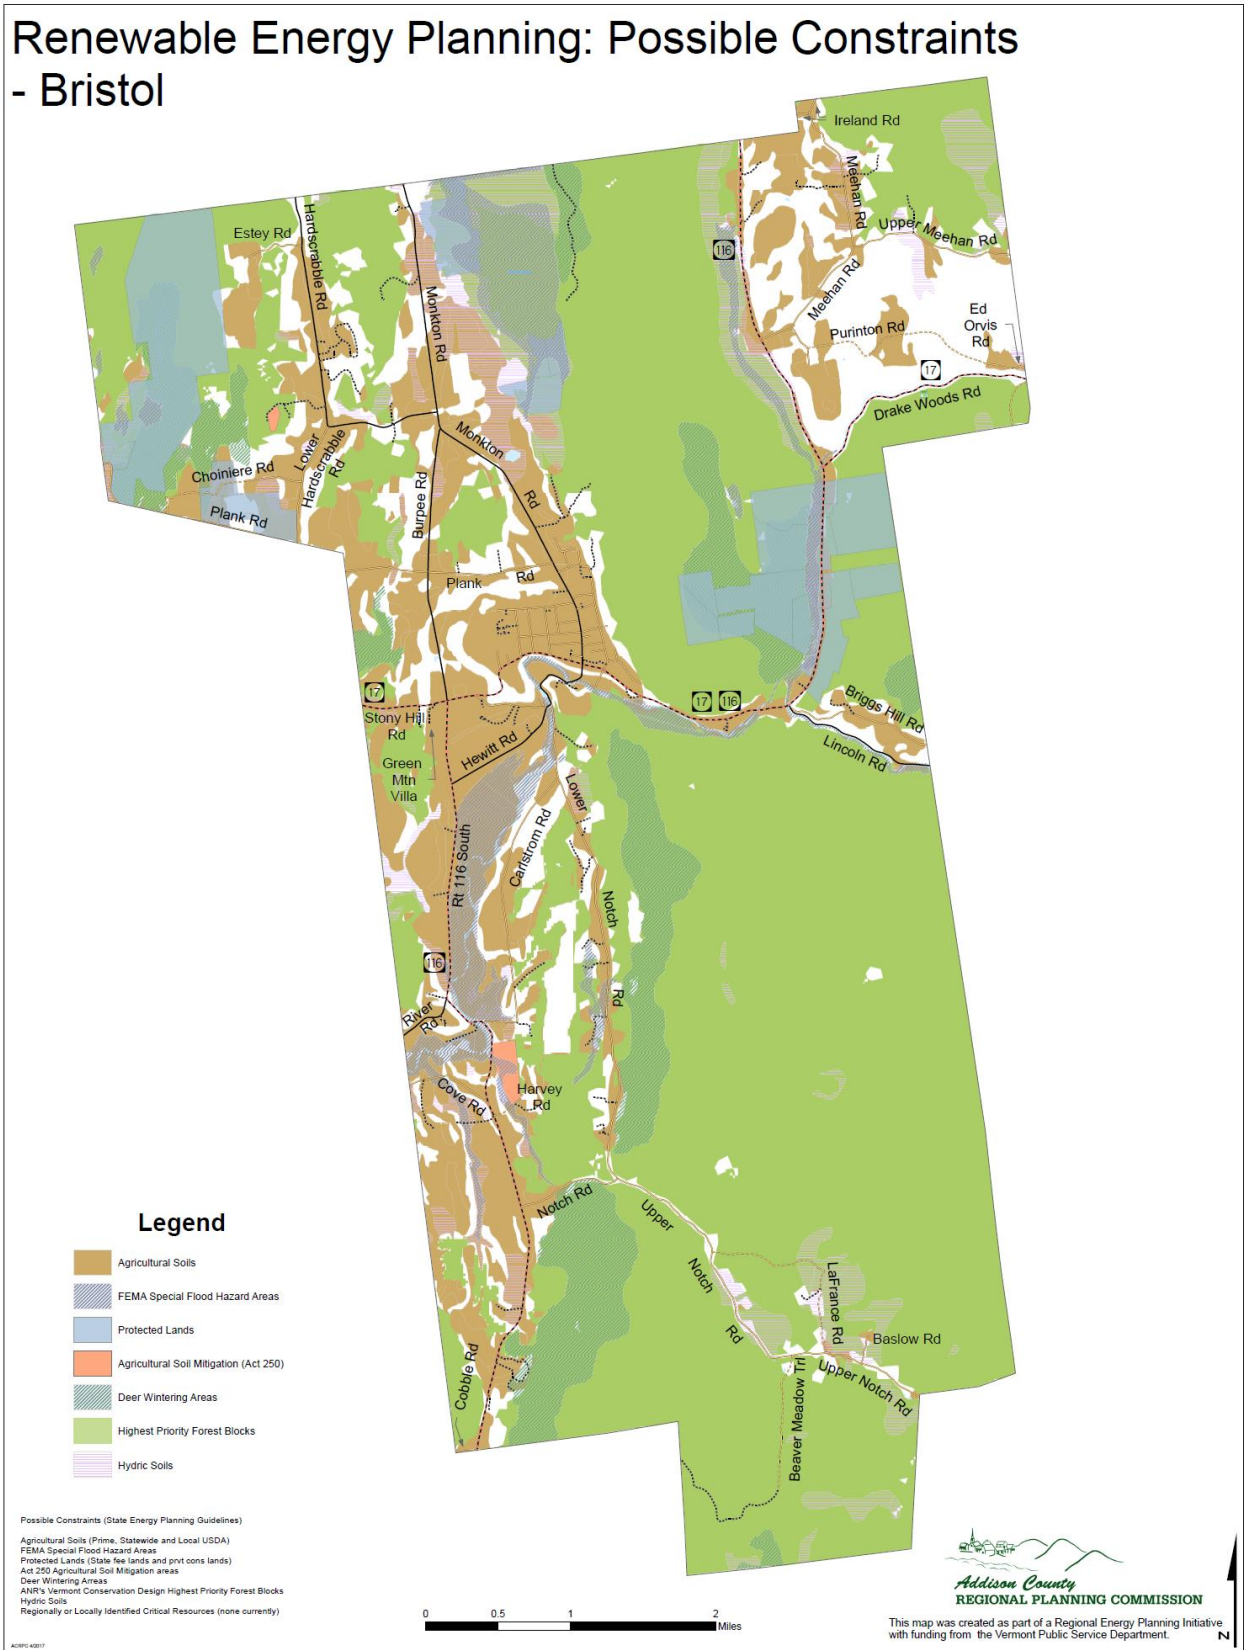 Renewable Energy Planning: Possible Constraints
- Bristol
Ireland Rd
Meehan Rd
Upper Meehan Rd
Estey Rd
Hardscrabble Rd
116
Meehan Rd
Monkton Rd
Ed
Orvis
Rd
Purinton Rd
17
Drake Woods Rd
Lower
Hardscrabble
Rd
Monkton
Rd
Choiniere Rd
Burpee Rd
Plank Rd
Plank
Rd
17
17
116
Briggs Hill Rd
Stony Hill
Rd
Lincoln Rd
Hewitt Rd
Green
Mtn
Villa
Lower
Carlstrom Rd
Rt 116 South
Notch
Rd
116
River
Rd
Harvey
Rd
Cove Rd
Notch Rd
Upper
Notch
Rd
LaFrance Rd
Baslow Rd
Upper Notch Rd
Beaver Meadow Trl
Cobble Rd
Legend
Agricultural Soils
FEMA Special Flood Hazard Areas
Protected Lands
Agricultural Soil Mitigation (Act 250)
Deer Wintering Areas
Highest Priority Forest Blocks
Hydric Soils
Possible Constraints (State Energy Planning Guidelines)
Agricultural Soils (Prime, Statewide and Local USDA)
FEMA Special Flood Hazard Areas
Protected Lands (State fee lands and prvt cons lands)
Act 250 Agricultural Soil Mitigation areas
Deer Wintering Arreas
ANR's Vermont Conservation Design Highest Priority Forest Blocks
Hydric Soils
Regionally or Locally Identified Critical Resources (none currently)
ACRPC 4/2017
0 0.5 1 2
Miles
Addison County
REGIONAL PLANNING COMMISSION
This map was created as part of a Regional Energy Planning Initiative
with funding from the Vermont Public Service Department.
N